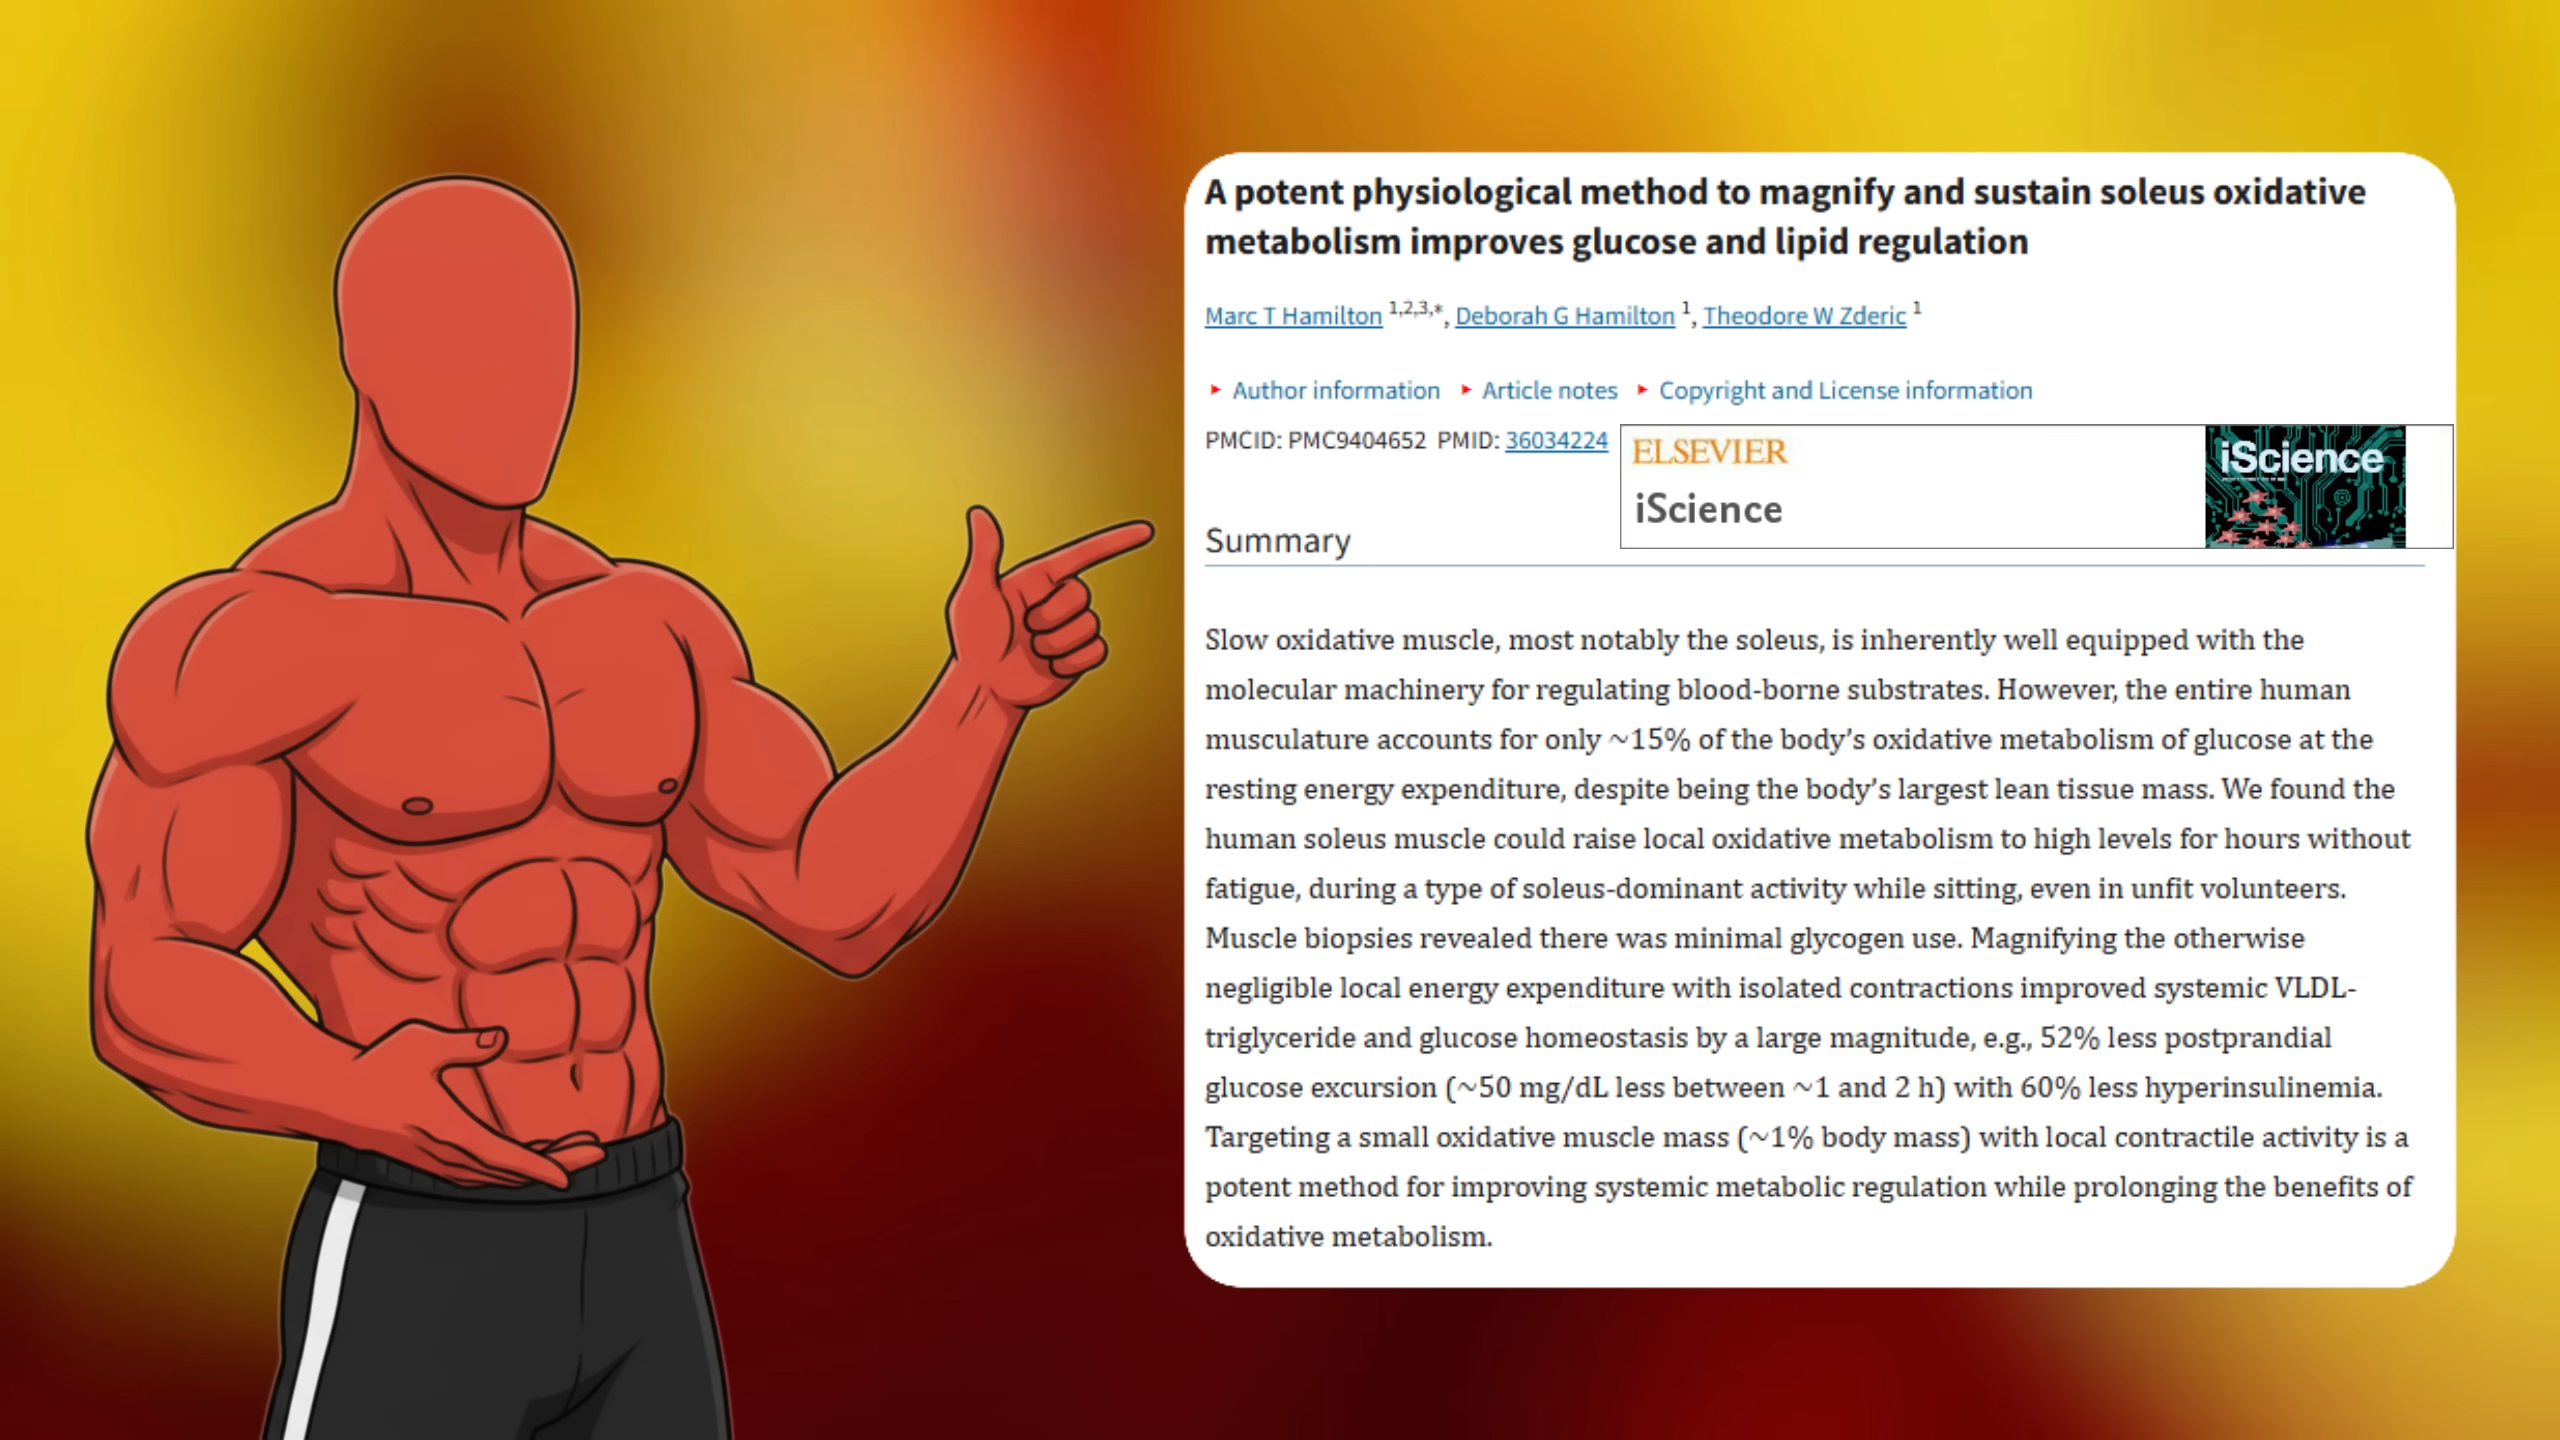 A potent physiological method to magnify and sustain soleus oxidative
metabolism improves glucose and lipid regulation
Marc T Hamilton 1,2,3,*, Deborah G Hamilton 1, Theodore W Zderic 1
▸ Author information ▸ Article notes ▸ Copyright and License information
PMCID: PMC9404652 PMID: 36034224
ELSEVIER
iScience
iScience
Summary
Slow oxidative muscle, most notably the soleus, is inherently well equipped with the
molecular machinery for regulating blood-borne substrates. However, the entire human
musculature accounts for only ~15% of the body’s oxidative metabolism of glucose at the
resting energy expenditure, despite being the body’s largest lean tissue mass. We found the
human soleus muscle could raise local oxidative metabolism to high levels for hours without
fatigue, during a type of soleus-dominant activity while sitting, even in unfit volunteers.
Muscle biopsies revealed there was minimal glycogen use. Magnifying the otherwise
negligible local energy expenditure with isolated contractions improved systemic VLDL-
triglyceride and glucose homeostasis by a large magnitude, e.g., 52% less postprandial
glucose excursion (~50 mg/dL less between ~1 and 2 h) with 60% less hyperinsulinemia.
Targeting a small oxidative muscle mass (~1% body mass) with local contractile activity is a
potent method for improving systemic metabolic regulation while prolonging the benefits of
oxidative metabolism.